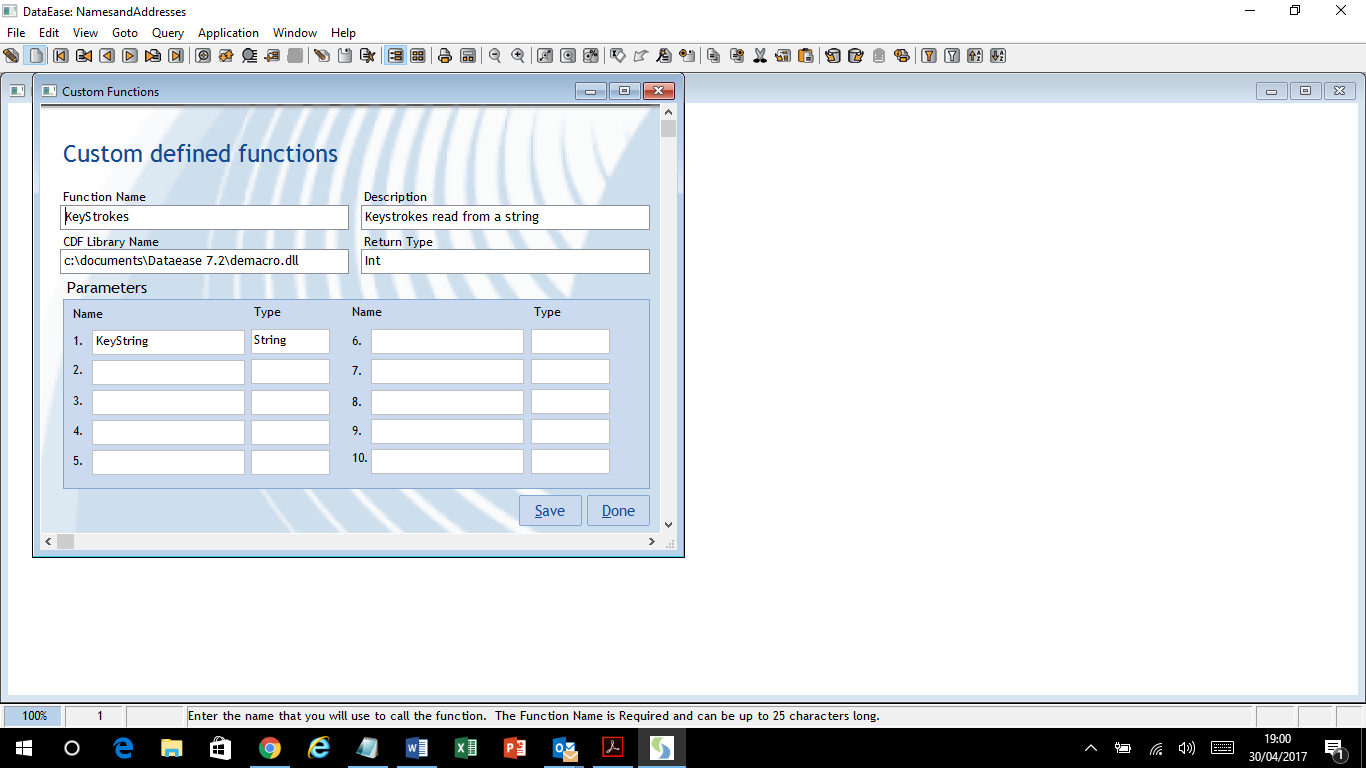 DataEase: NamesandAddresses
File Edit View Goto Query Application Window Help
Custom Functions
Custom defined functions
Function Name Description
KeyStrokes Keystrokes read from a string
CDF Library Name Return Type
c:\documents\Dataease 7.2\demacro.dll Int
Parameters
Name Type Name Type
1. KeyString String 6.
2. 7.
3. 8.
4. 9.
5. 10.
Save Done
100% 1 Enter the name that you will use to call the function. The Function Name is Required and can be up to 25 characters long.
19:00
30/04/2017
1